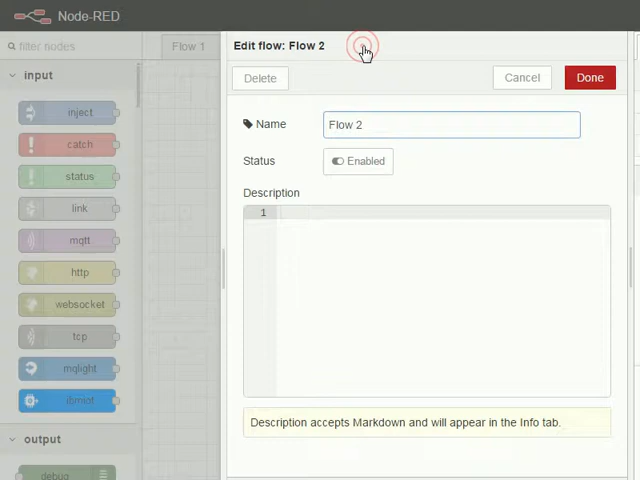 Node-RED
filter nodes
Flow 1
Edit flow: Flow 2
Delete
Cancel
Done
input
inject
catch
status
link
mqtt
http
websocket
tcp
mqlight
ibmiot
output
debug
Name
Flow 2
Status
Enabled
Description
1
Description accepts Markdown and will appear in the Info tab.